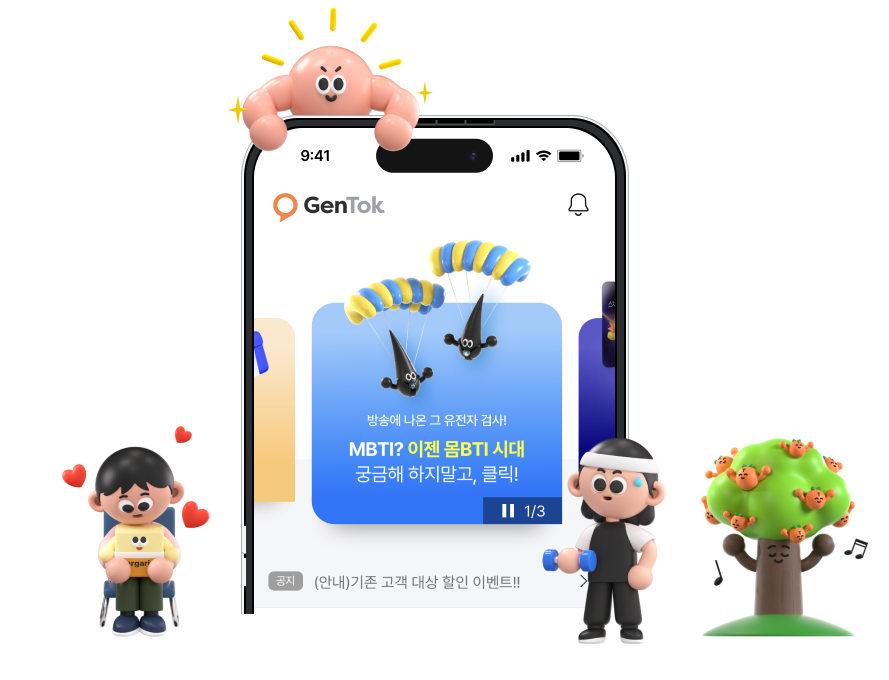 9:41
GenTok
방송에 나온 그 유전자 검사!
MBTI? 이젠 몸BTI 시대
궁금해 하지말고, 클릭!
1/3
공지 (안내)기존 고객 대상 할인 이벤트!!